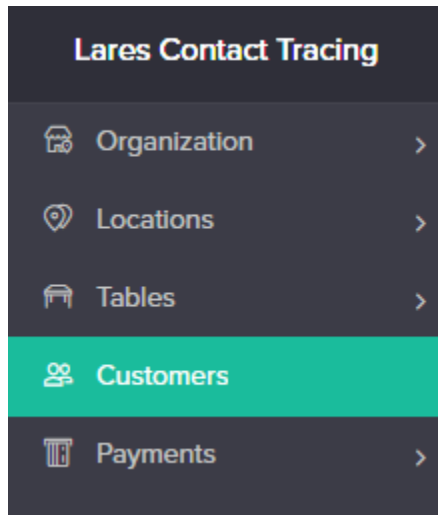 Lares Contact Tracing
Organization
Locations
Tables
Customers
Payments